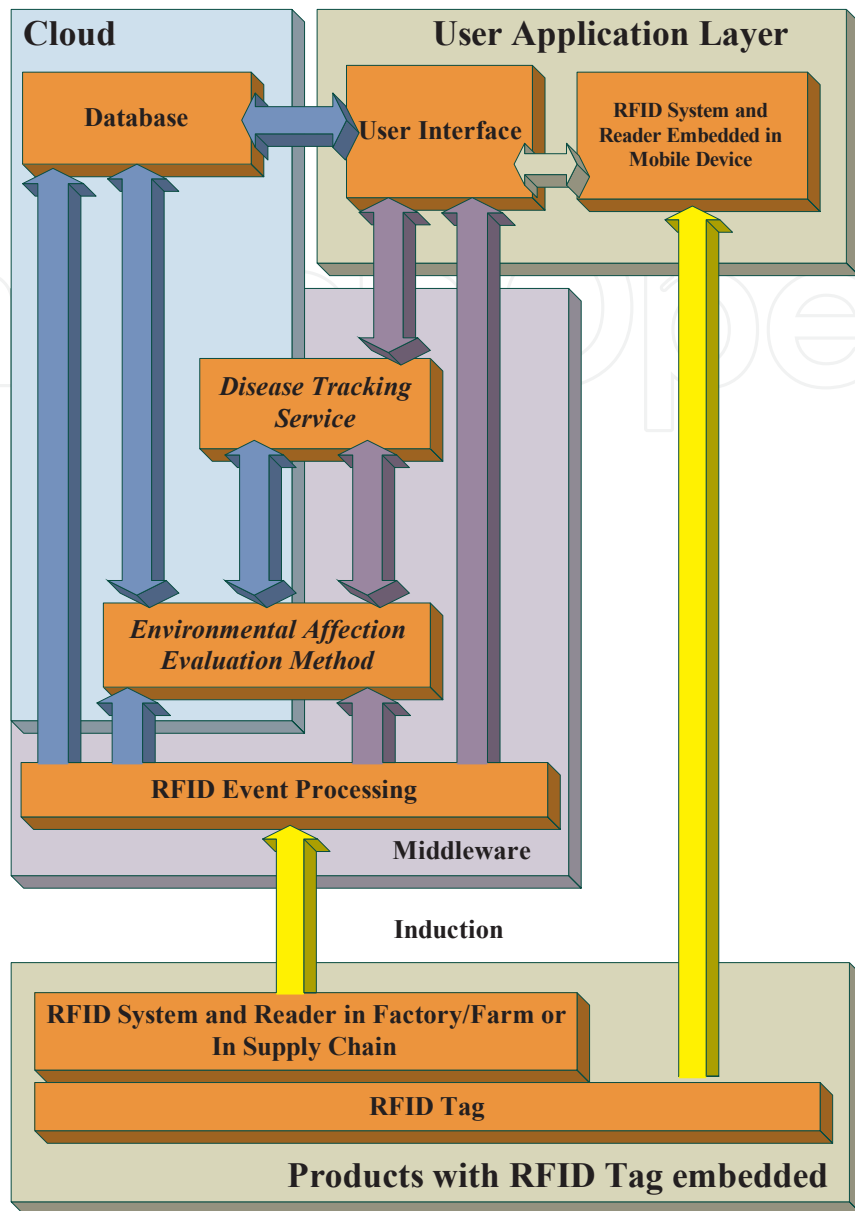 Cloud
User Application Layer
Database
User Interface
RFID System and
Reader Embedded in
Mobile Device
Disease Tracking
Service
Environmental Affection
Evaluation Method
RFID Event Processing
Middleware
Induction
RFID System and Reader in Factory/Farm or
In Supply Chain
RFID Tag
Products with RFID Tag embedded